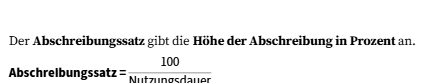 Der Abschreibungssatz gibt die Höhe der Abschreibung in Prozent an.
Abschreibungssatz = 100
Nutzungsdauer